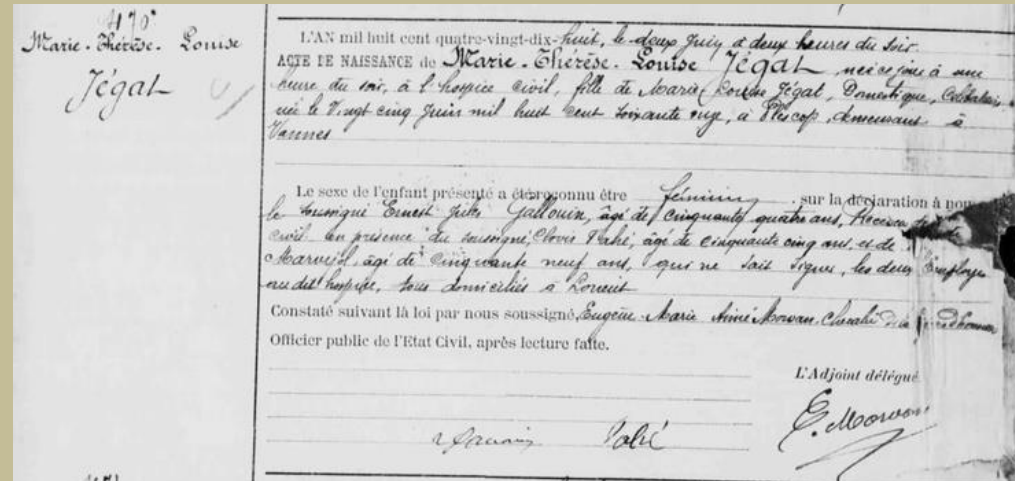 470
Marie-Thérèse-Louise
Jégat
L'AN mil huit cent quatre-vingt-dix-huit, le deux Juin à deux heures du soir
ACTE DE NAISSANCE de Marie-Thérèse-Louise Jégat, née ce jour à une
heure du soir, à l'hospice civil, fille de Marie Louise Jégat, Domestique, Célibataire
née le Vingt cinq Juin mil huit cent soixante onze, à Plescop, demeurant à
Vannes
Le sexe de l'enfant présenté a été reconnu être féminin, sur la déclaration à nous
le soussigné Ernest Jules Gallouin, âgé de cinquante quatre ans,
civil en présence du soussigné, Clovis Pahé, âgé de cinquante cinq ans, et de
Marvejol, âgé de cinquante neuf ans, qui ne sait signer, les deux Employés
au dit hospice, tous domiciliés à Lorient
Constaté suivant la loi par nous soussigné, Eugène-Marie Aimé Morvan, Chevalier de la
Officier public de l'Etat Civil, après lecture faite.
L'Adjoint délégué
E. Morvan
Pahé